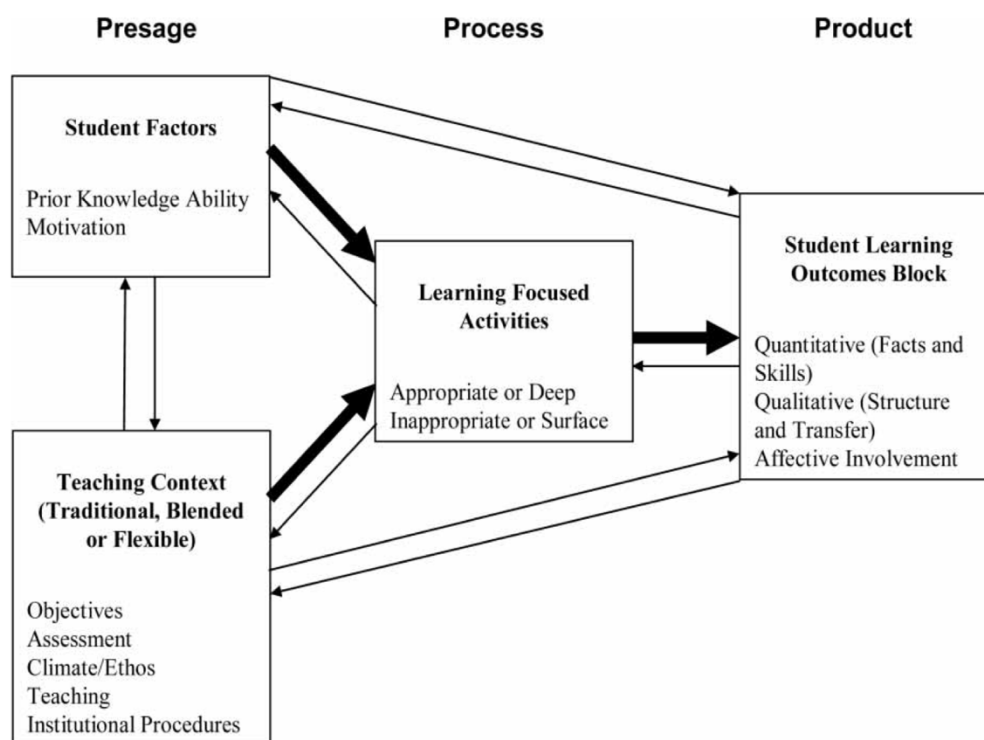 Presage
Process
Product
Student Factors
Prior Knowledge Ability
Motivation
Learning Focused
Activities
Appropriate or Deep
Inappropriate or Surface
Student Learning
Outcomes Block
Quantitative (Facts and
Skills)
Qualitative (Structure
and Transfer)
Affective Involvement
Teaching Context
(Traditional, Blended
or Flexible)
Objectives
Assessment
Climate/Ethos
Teaching
Institutional Procedures